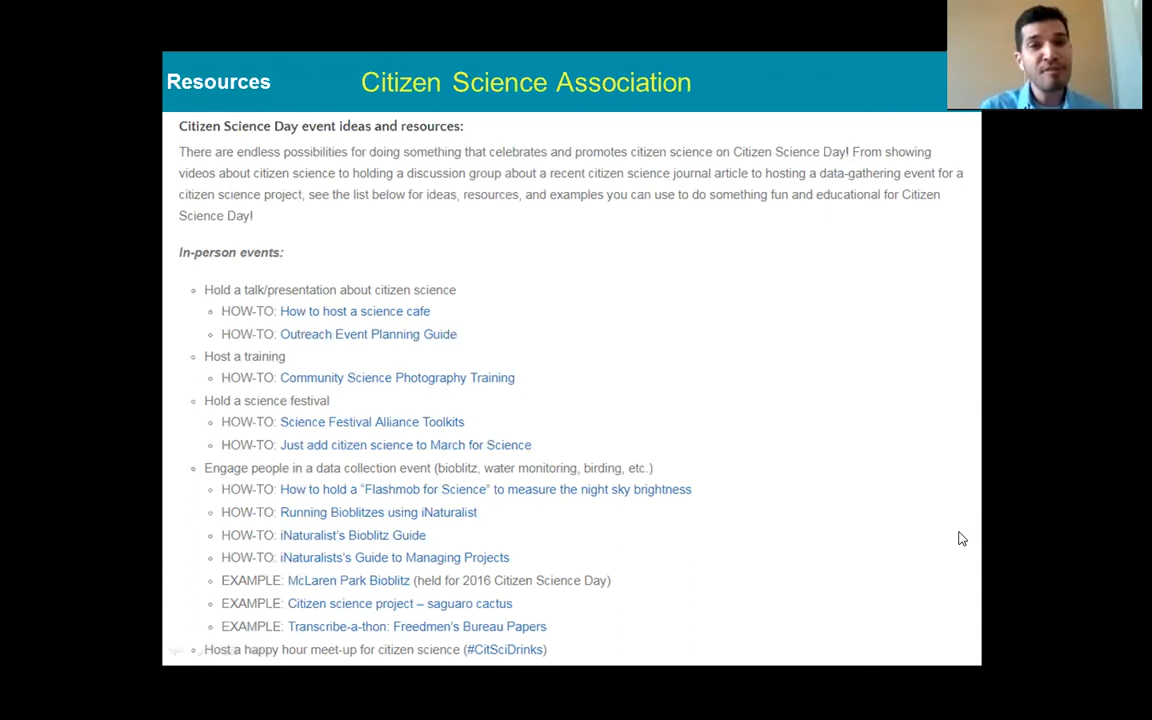 Resources
Citizen Science Association
Citizen Science Day event ideas and resources:
There are endless possibilities for doing something that celebrates and promotes citizen science on Citizen Science Day! From showing
videos about citizen science to holding a discussion group about a recent citizen science journal article to hosting a data-gathering event for a
citizen science project, see the list below for ideas, resources, and examples you can use to do something fun and educational for Citizen
Science Day!
In-person events:
Hold a talk/presentation about citizen science
HOW-TO: How to host a science cafe
HOW-TO: Outreach Event Planning Guide
Host a training
HOW-TO: Community Science Photography Training
Hold a science festival
HOW-TO: Science Festival Alliance Toolkits
HOW-TO: Just add citizen science to March for Science
Engage people in a data collection event (bioblitz, water monitoring, birding, etc.)
HOW-TO: How to hold a “Flashmob for Science” to measure the night sky brightness
HOW-TO: Running Bioblitzes using iNaturalist
HOW-TO: iNaturalist’s Bioblitz Guide
HOW-TO: iNaturalists’s Guide to Managing Projects
EXAMPLE: McLaren Park Bioblitz (held for 2016 Citizen Science Day)
EXAMPLE: Citizen science project – saguaro cactus
EXAMPLE: Transcribe-a-thon: Freedmen’s Bureau Papers
Host a happy hour meet-up for citizen science (#CitSciDrinks)